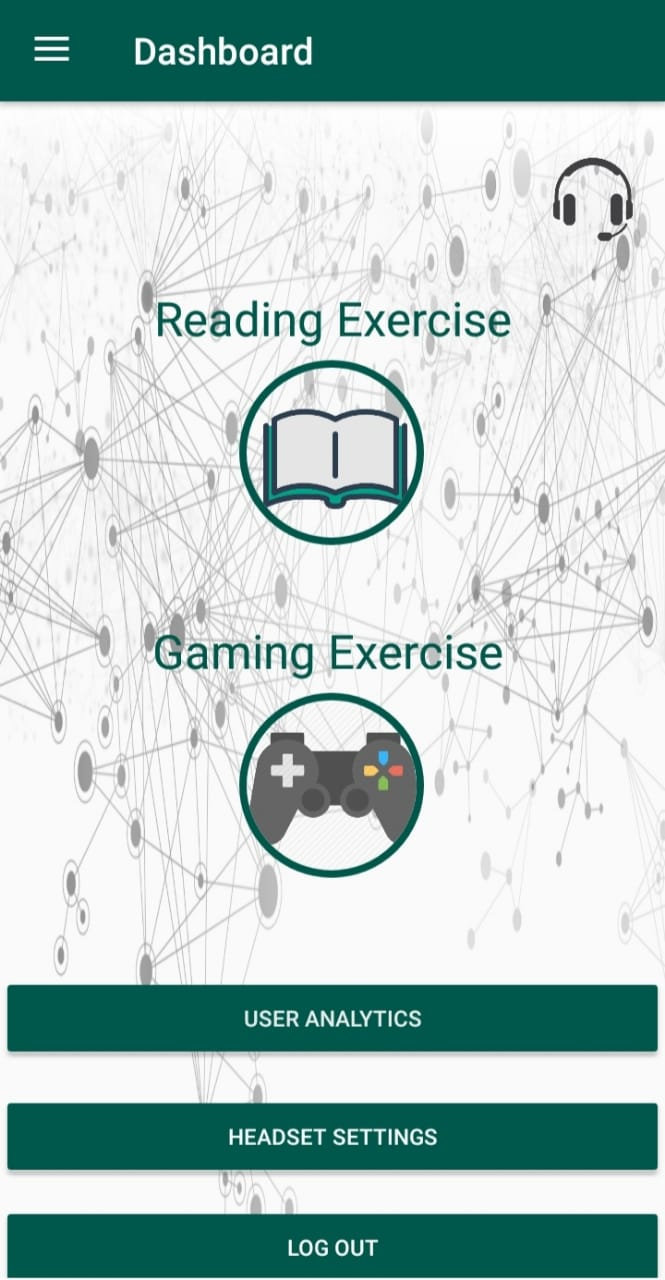 Dashboard
Reading Exercise
Gaming Exercise
USER ANALYTICS
HEADSET SETTINGS
LOG OUT